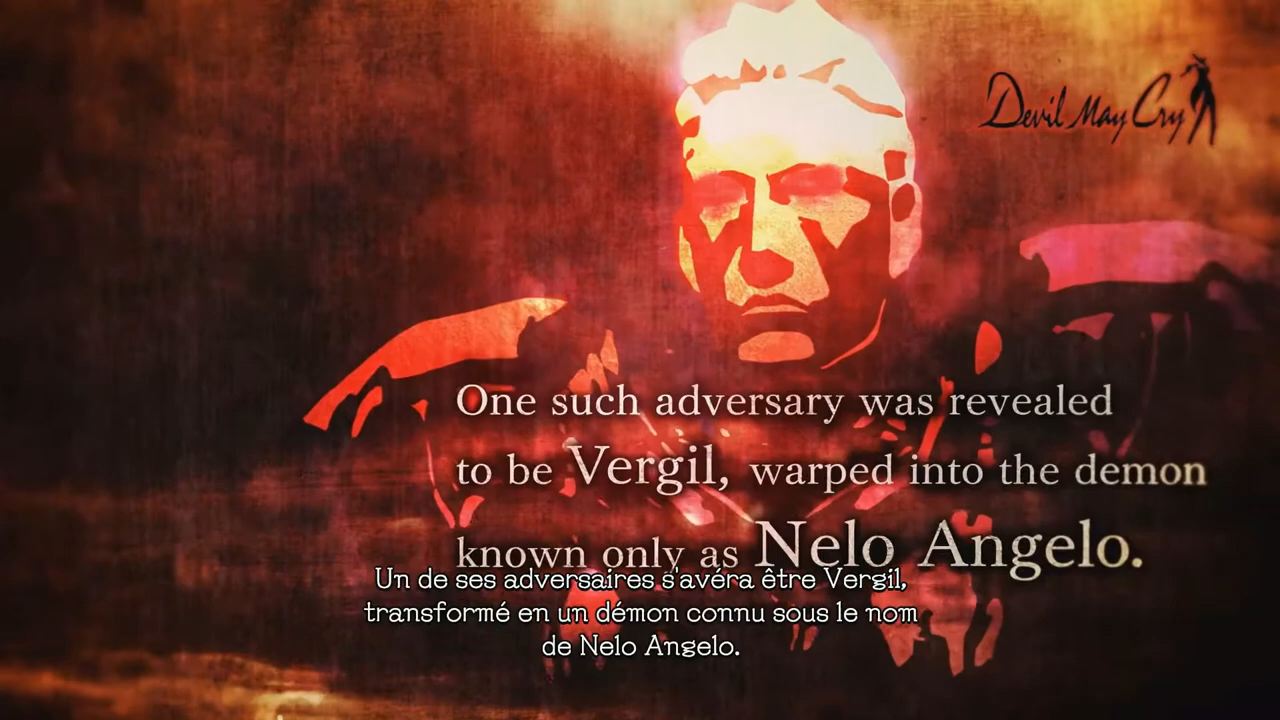 Devil May Cry
One such adversary was revealed
to be Vergil, warped into the demon
known only as Nelo Angelo.
Un de ses adversaires s'avéra être Vergil,
transformé en un démon connu sous le nom
de Nelo Angelo.